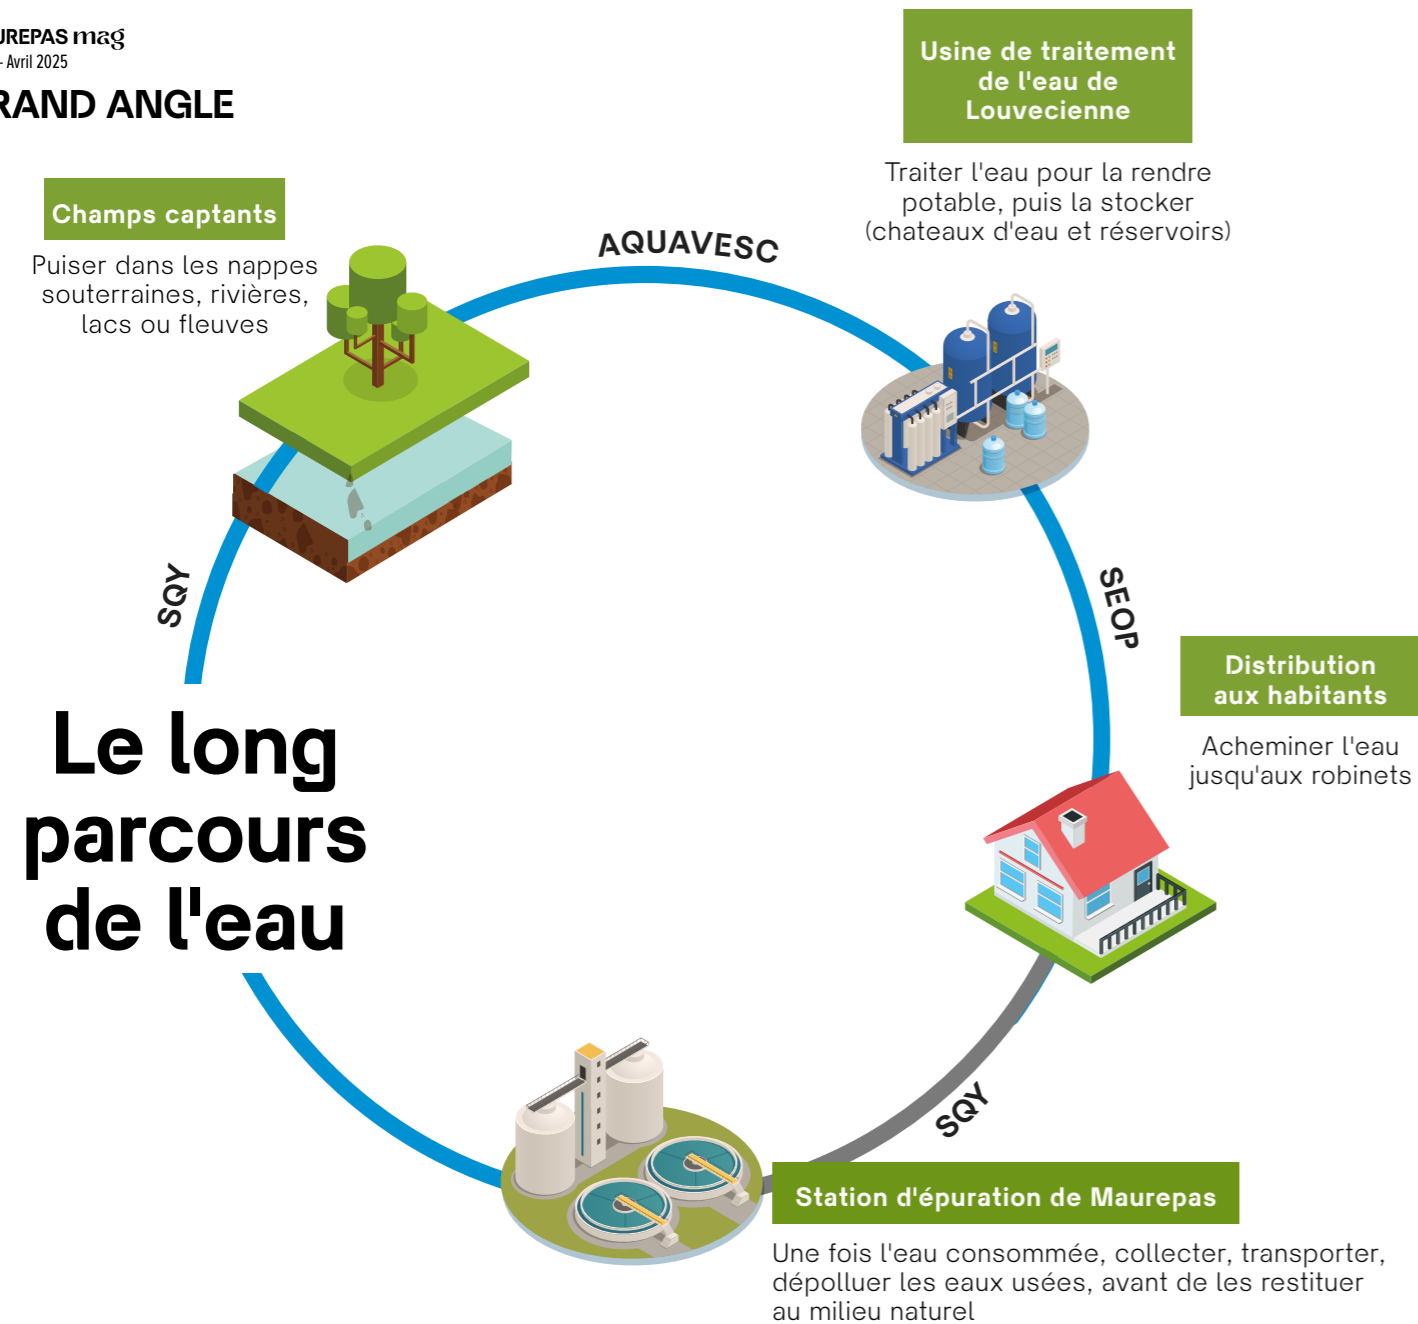 UREPAS mag
- Avril 2025
RAND ANGLE
Usine de traitement
de l'eau de
Louvecienne
Traiter l'eau pour la rendre
potable, puis la stocker
(chateaux d'eau et réservoirs)
Champs captants
Puiser dans les nappes
souterraines, rivières,
lacs ou fleuves
AQUAVESC
SQY
SEOP
Distribution
aux habitants
Acheminer l'eau
jusqu'aux robinets
Le long
parcours
de l'eau
SQY
Station d'épuration de Maurepas
Une fois l'eau consommée, collecter, transporter,
dépolluer les eaux usées, avant de les restituer
au milieu naturel